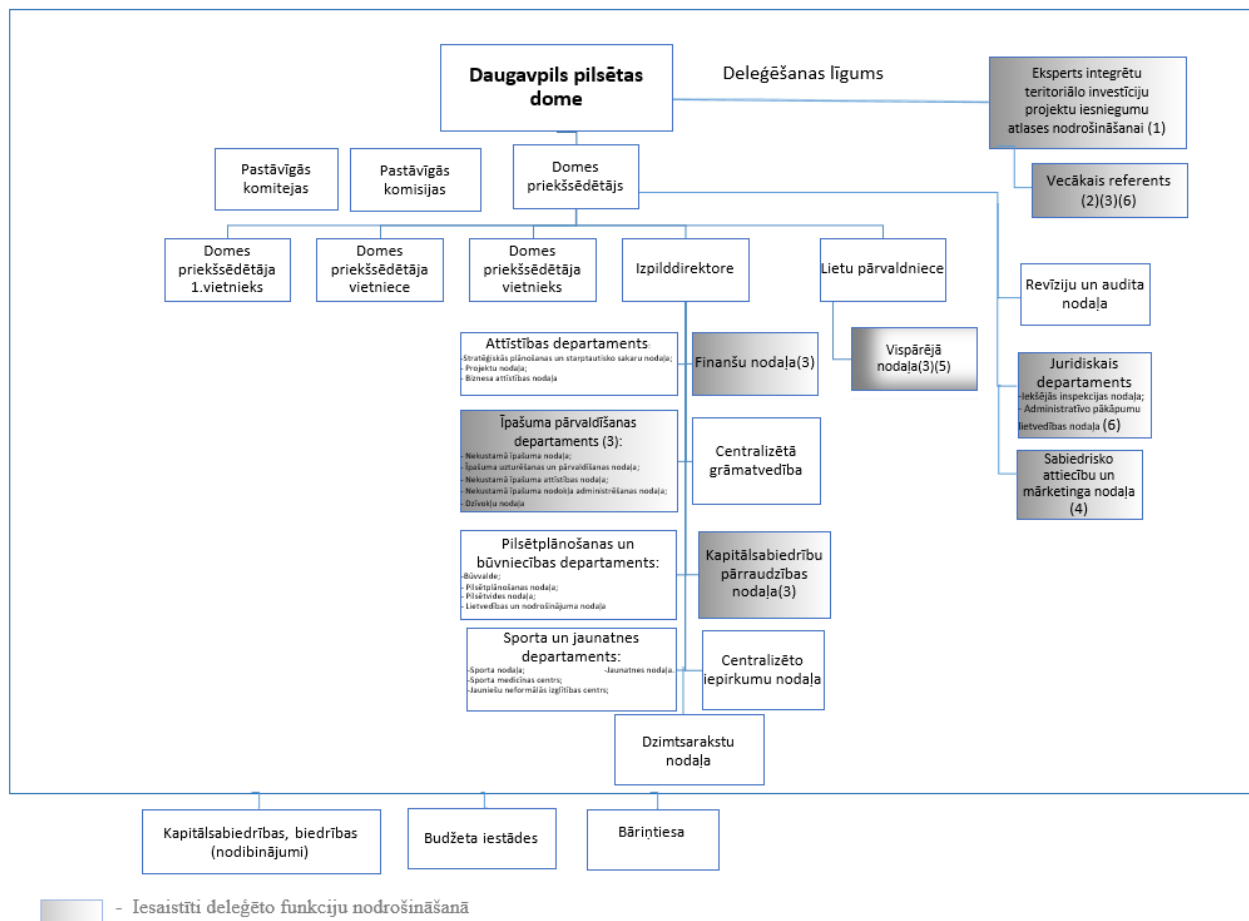 Daugavpils pilsētas
dome
Deleģēšanas līgums
Eksperts integrētu
teritoriālo investīciju
projektu iesniegumu
atlases nodrošināšanai (1)
Vecākais referents
(2)(3)(6)
Pastāvīgās
komitejas
Pastāvīgās
komisijas
Domes
priekšsēdētājs
Domes
priekšsēdētāja
1.vietnieks
Domes
priekšsēdētāja
vietniece
Domes
priekšsēdētāja
vietnieks
Izpilddirektore
Lietu pārvaldniece
Revīziju un audita
nodaļa
Attīstības departaments:
-Stratēģiskās plānošanas un starptautisko sakaru nodaļa;
- Projektu nodaļa;
- Biznesa attīstības nodaļa
Finanšu nodaļa(3)
Vispārējā
nodaļa(3)(5)
Juridiskais
departaments
-Iekšējās inspekcijas nodaļa;
- Administratīvo pākāpumu
lietvedības nodaļa (6)
Īpašuma pārvaldīšanas
departaments (3):
- Nekustamā īpašuma nodaļa;
- Īpašuma uzturēšanas un pārvaldīšanas nodaļa;
- Nekustamā īpašuma attīstības nodaļa;
- Nekustamā īpašuma nodokļa administrēšanas nodaļa;
- Dzīvokļu nodaļa
Centralizētā
grāmatvedība
Sabiedrisko
attiecību un
mārketinga nodaļa
(4)
Pilsētplānošanas un
būvniecības departaments:
-Būvvalde;
- Pilsētplānošanas nodaļa;
- Pilsētvides nodaļa;
- Lietvedības un nodrošinājuma nodaļa
Kapitālsabiedrību
pārraudzības
nodaļa(3)
Sporta un jaunatnes
departaments:
-Sporta nodaļa; -Jaunatnes nodaļa.
-Sporta medicīnas centrs;
-Jauniešu neformālās izglītības centrs;
Centralizēto
iepirkumu nodaļa
Dzimtsarakstu
nodaļa
Kapitālsabiedrības, biedrības
(nodibinājumi)
Budžeta iestādes
Bāriņtiesa
- Iesaistīti deleģēto funkciju nodrošināšanā